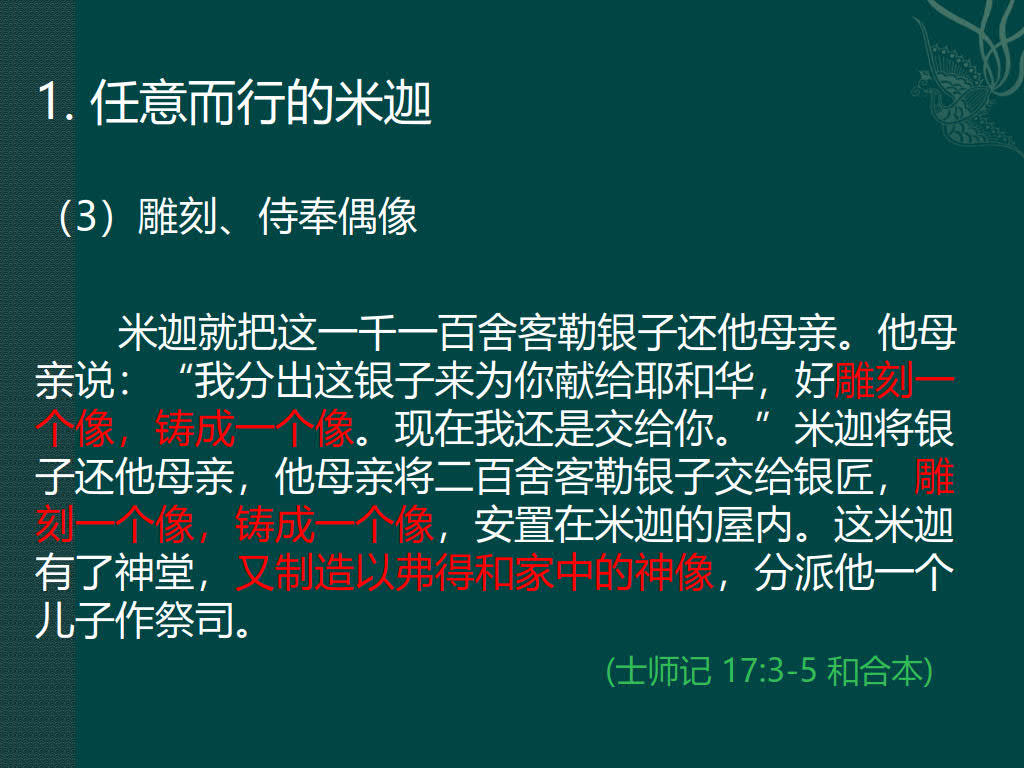 1. 任意而行的米迦
（3）雕刻、侍奉偶像
米迦就把这一千一百舍客勒银子还他母亲。他母
亲说：“我分出这银子来为你献给耶和华，好雕刻一
个像，铸成一个像。现在我还是交给你。”米迦将银
子还他母亲，他母亲将二百舍客勒银子交给银匠，雕
刻一个像，铸成一个像，安置在米迦的屋内。这米迦
有了神堂，又制造以弗得和家中的神像，分派他一个
儿子作祭司。
(士师记 17:3-5 和合本)